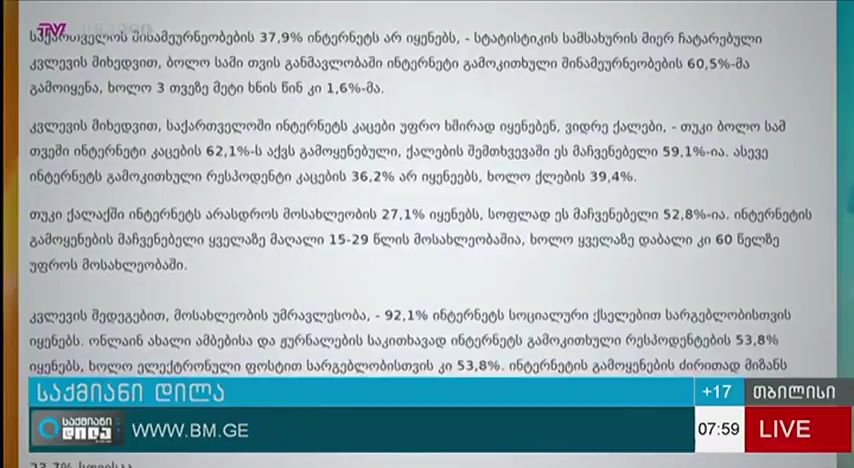 TV
საქართველოს შინამეურნეობების 37,9% ინტერნეტს არ იყენებს, - სტატისტიკის სამსახურის მიერ ჩატარებული
კვლევის მიხედვით, ბოლო სამი თვის განმავლობაში ინტერნეტი გამოკითხული შინამეურნეობების 60,5%-მა
გამოიყენა, ხოლო 3 თვეზე მეტი ხნის წინ კი 1,6%-მა.
კვლევის მიხედვით, საქართველოში ინტერნეტს კაცები უფრო ხშირად იყენებენ, ვიდრე ქალები, - თუკი ბოლო სამ
თვეში ინტერნეტი კაცების 62,1%-ს აქვს გამოყენებული, ქალების შემთხვევაში ეს მაჩვენებელი 59,1%-ია. ასევე
ინტერნეტს გამოკითხული რესპოდენტი კაცების 36,2% არ იყენეებს, ხოლო ქლების 39,4%.
თუკი ქალაქში ინტერნეტს არასდროს მოსახლეობის 27,1% იყენებს, სოფლად ეს მაჩვენებელი 52,8%-ია. ინტერნეტის
გამოყენების მაჩვენებელი ყველაზე მაღალი 15-29 წლის მოსახლეობაშია, ხოლო ყველაზე დაბალი კი 60 წელზე
უფროს მოსახლეობაში.
კვლევის შედეგებით, მოსახლეობის უმრავლესობა, - 92,1% ინტერნეტს სოციალური ქსელებით სარგებლობისთვის
იყენებს. ონლაინ ახალი ამბებისა და ჟურნალების საკითხავად ინტერნეტს გამოკითხული რესპოდენტების 53,8%
იყენებს, ხოლო ელექტრონული ფოსტით სარგებლობისთვის კი 53,8%. ინტერნეტის გამოყენების ძირითად მიზანს
საქმიანი დილა
+17
თბილისი
საქმიანი
დილა
WWW.BM.GE
07:59
LIVE